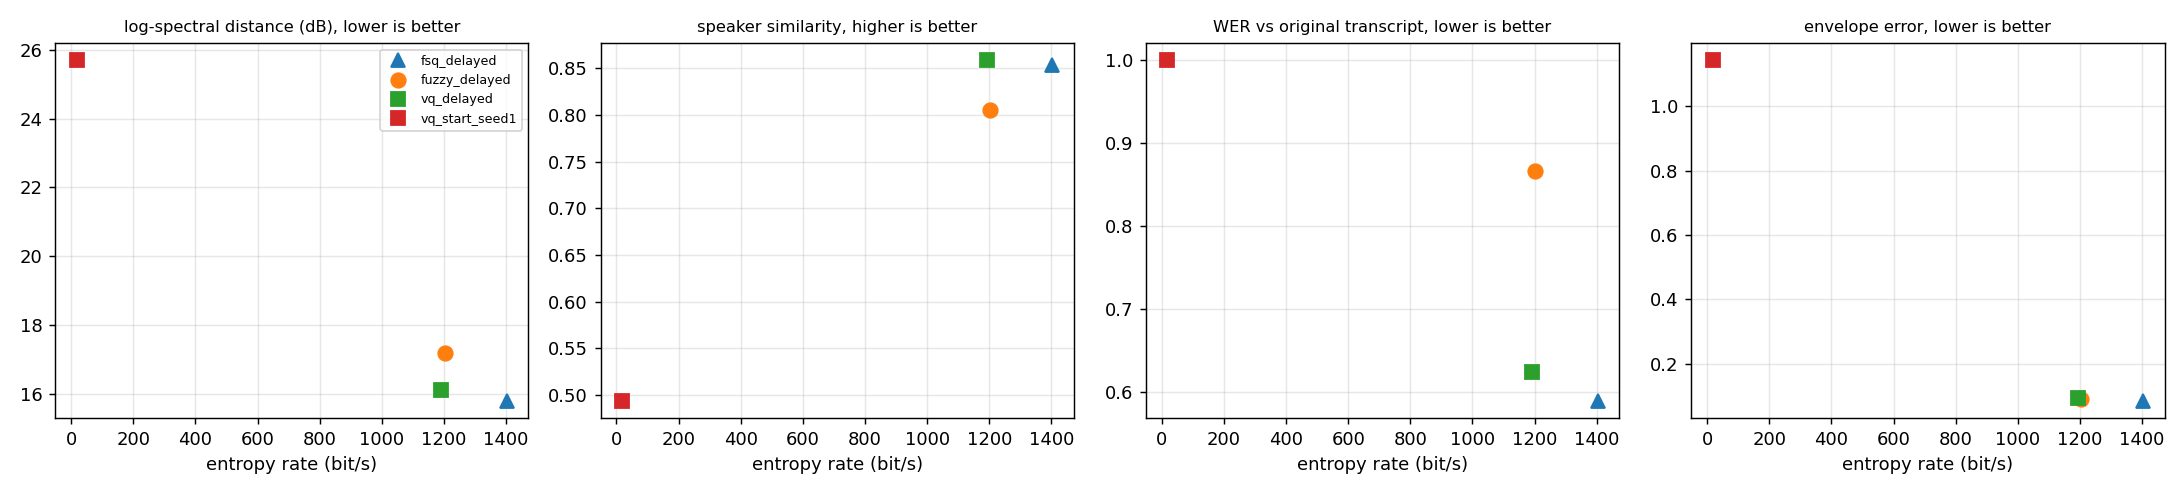 log-spectral distance (dB), lower is better
26
24
22
20
18
16
0 200 400 600 800 1000 1200 1400
entropy rate (bit/s)
fsq_delayed
fuzzy_delayed
vq_delayed
vq_start_seed1
speaker similarity, higher is better
0.85
0.80
0.75
0.70
0.65
0.60
0.55
0.50
0 200 400 600 800 1000 1200 1400
entropy rate (bit/s)
WER vs original transcript, lower is better
1.0
0.9
0.8
0.7
0.6
0 200 400 600 800 1000 1200 1400
entropy rate (bit/s)
envelope error, lower is better
1.0
0.8
0.6
0.4
0.2
0 200 400 600 800 1000 1200 1400
entropy rate (bit/s)